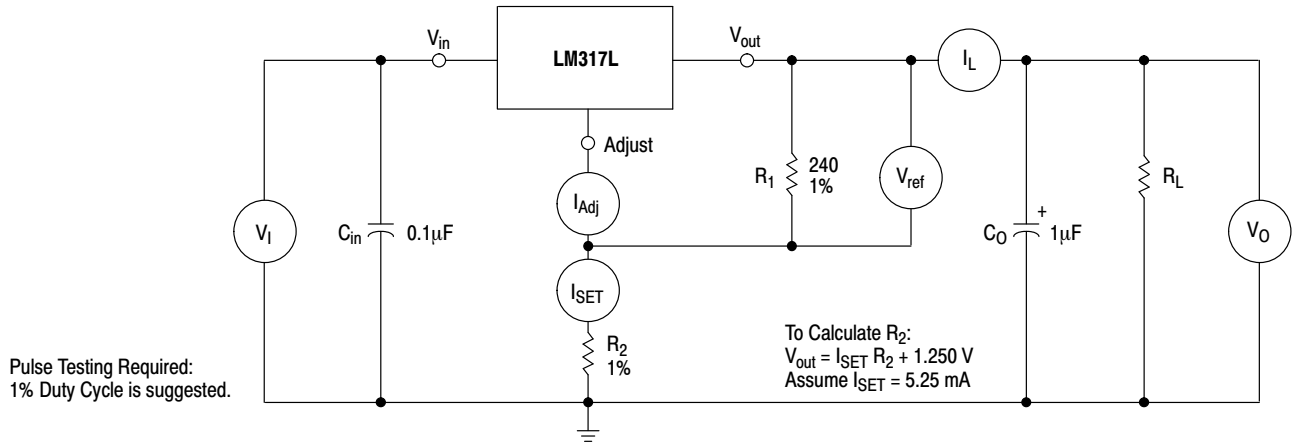 V_in
LM317L
V_out
I_L
Adjust
R_1
240
1%
V_ref
R_L
I_Adj
V_I
C_in
0.1μF
C_O
+
1μF
V_O
I_SET
R_2
1%
To Calculate R_2:
V_out = I_SET R_2 + 1.250 V
Assume I_SET = 5.25 mA
Pulse Testing Required:
1% Duty Cycle is suggested.